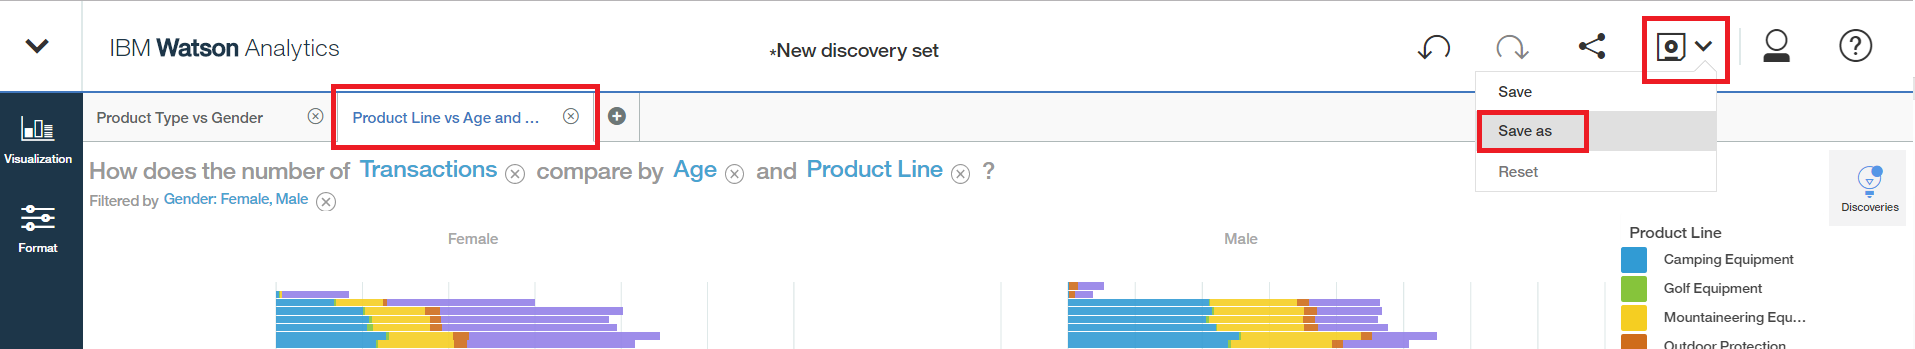 IBM Watson Analytics
*New discovery set
Save
Save as
Reset
Product Type vs Gender
Product Line vs Age and ...
Visualization
Format
How does the number of Transactions compare by Age and Product Line ?
Filtered by Gender: Female, Male
Discoveries
Female
Male
Product Line
Camping Equipment
Golf Equipment
Mountaineering Equ...
Outdoor Protection